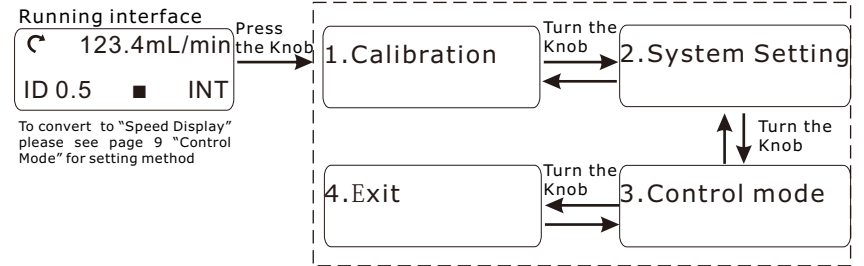 Running interface
123.4mL/min
ID 0.5 ■ INT
To convert to “Speed Display”
please see page 9 “Control
Mode” for setting method
Press
the Knob
1.Calibration
Turn the
Knob
2.System Setting
Turn the
Knob
4.Exit
Turn the
Knob
3.Control mode